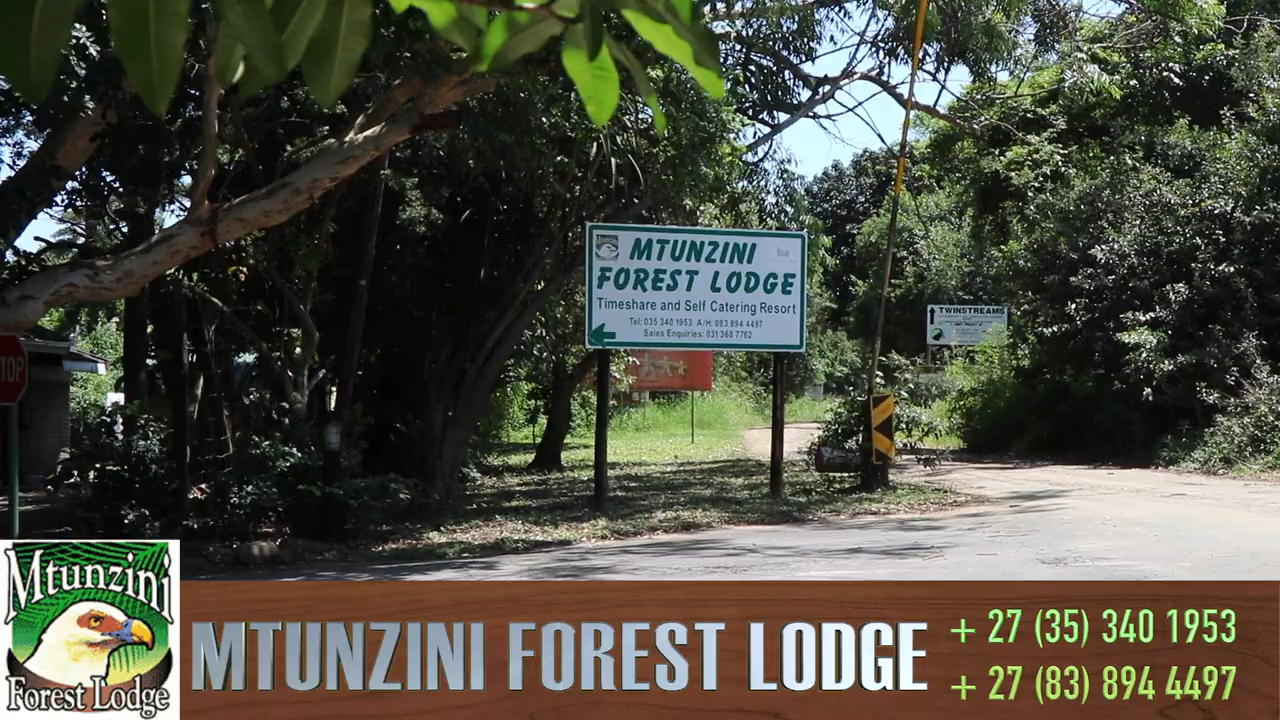 MTUNZINI
FOREST LODGE
Timeshare and Self Catering Resort
Tel: 035 340 1953 A/H: 083 894 4497
Sales Enquiries: 031 368 7762
TWINSTREAMS
TOP
Mtunzini
Forest Lodge
MTUNZINI FOREST LODGE
+ 27 (35) 340 1953
+ 27 (83) 894 4497